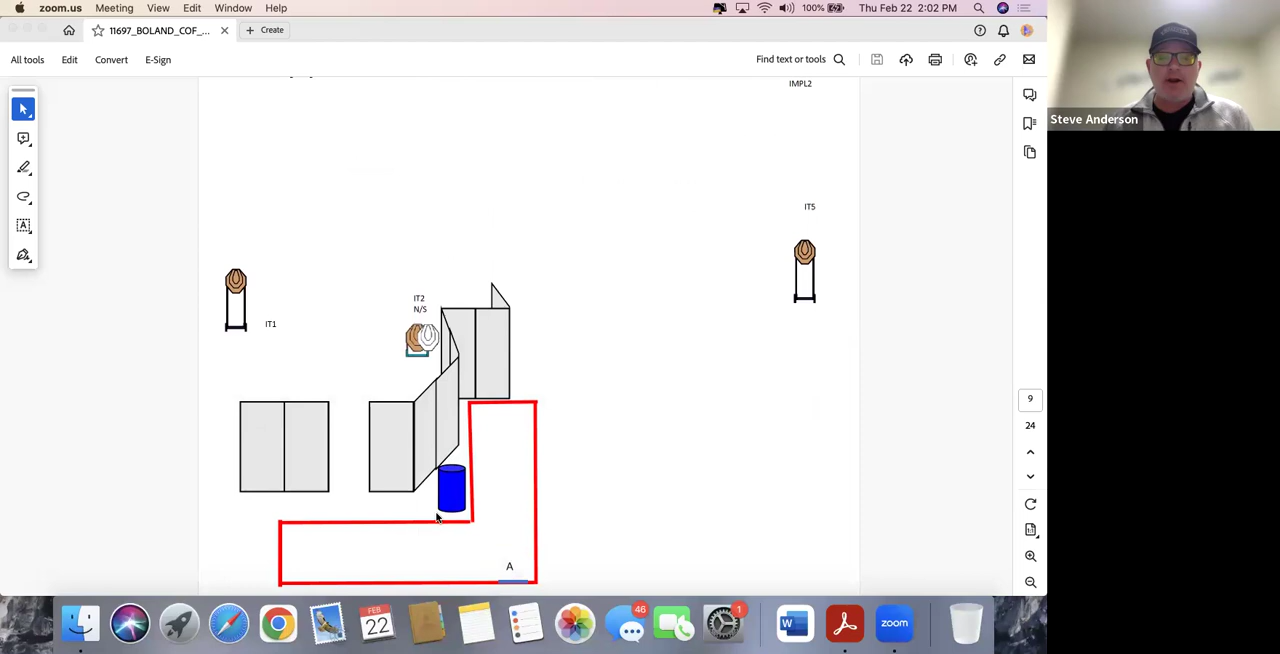 zoom.us Meeting View Edit Window Help 100% Thu Feb 22 2:02 PM
11697_BOLAND_COF_... Create
All tools Edit Convert E-Sign Find text or tools
Steve Anderson
IMPL2
IT5
IT2
N/S
IT1
9
24
A
FEB
22
46
1
W
zoom